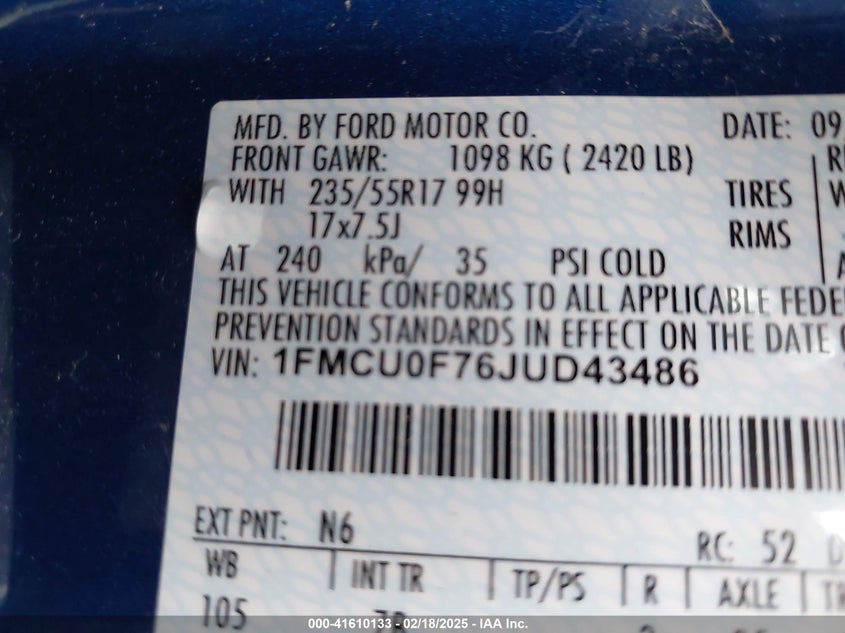 MFD. BY FORD MOTOR CO. DATE: 09
FRONT GAWR: 1098 KG ( 2420 LB)
WITH 235/55R17 99H TIRES
17x7.5J RIMS
AT 240 kPa/ 35 PSI COLD
THIS VEHICLE CONFORMS TO ALL APPLICABLE FEDE
PREVENTION STANDARDS IN EFFECT ON THE DATE
VIN: 1FMCU0F76JUD43486
EXT PNT: N6 RC: 52
WB INT TR TP/PS R AXLE
105
000-41610133 - 02/18/2025 - IAA Inc.